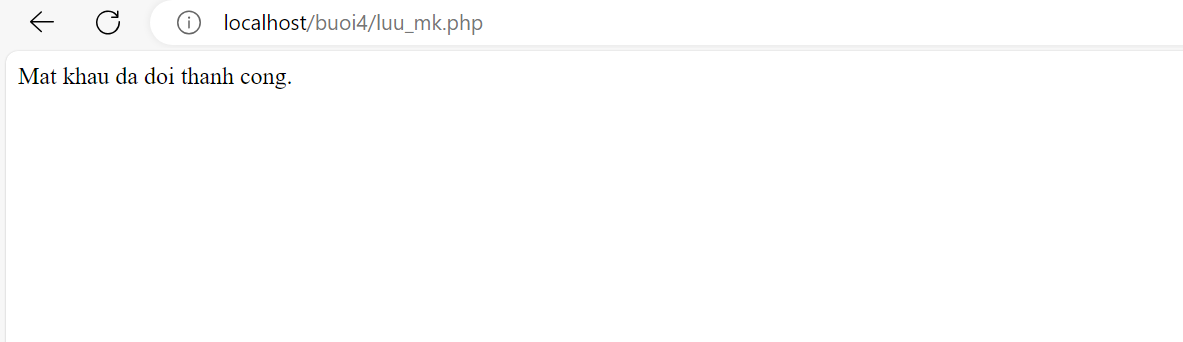 localhost/buoi4/luu_mk.php
Mat khau da doi thanh cong.